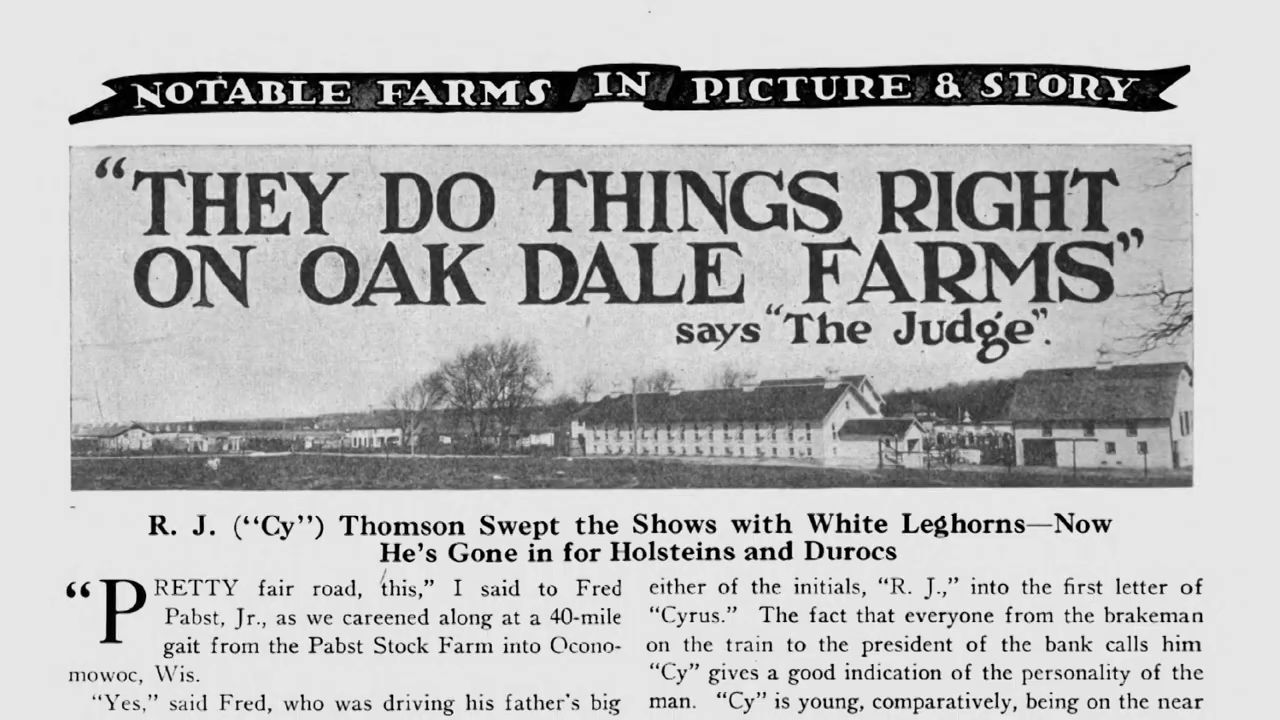 NOTABLE FARMS IN PICTURE & STORY
“THEY DO THINGS RIGHT
ON OAK DALE FARMS”
says “The Judge”.
R. J. (“Cy”) Thomson Swept the Shows with White Leghorns—Now
He's Gone in for Holsteins and Durocs
“PRETTY fair road, this,” I said to Fred
Pabst, Jr., as we careened along at a 40-mile
gait from the Pabst Stock Farm into Ocono-
mowoc, Wis.
“Yes,” said Fred, who was driving his father's big
either of the initials, “R. J.,” into the first letter of
“Cyrus.” The fact that everyone from the brakeman
on the train to the president of the bank calls him
“Cy” gives a good indication of the personality of the
man. “Cy” is young, comparatively, being on the near